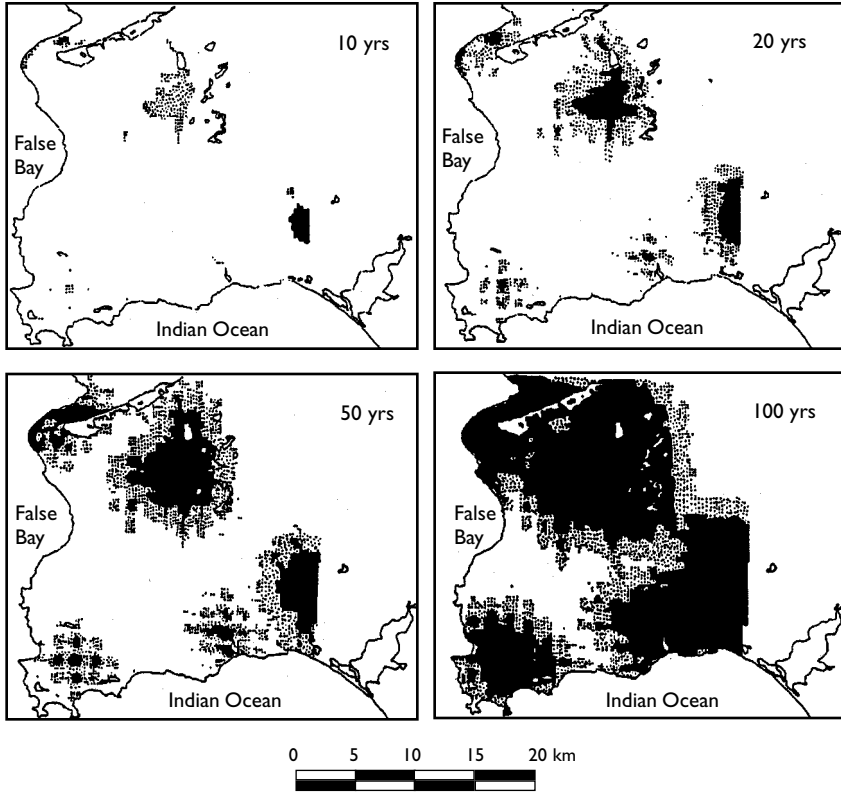 10 yrs
False
Bay
Indian Ocean
20 yrs
False
Bay
Indian Ocean
50 yrs
False
Bay
Indian Ocean
100 yrs
False
Bay
Indian Ocean
0 5 10 15 20 km